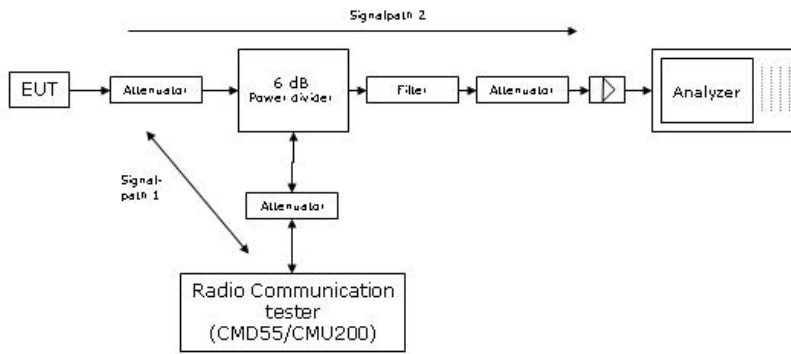 Signalpath 2
EUT
Attenuator
6 dB
Power divider
Filter
Attenuator
Analyzer
Signal-
path 1
Attenuator
Radio Communication
tester
(CMD55/CMU200)